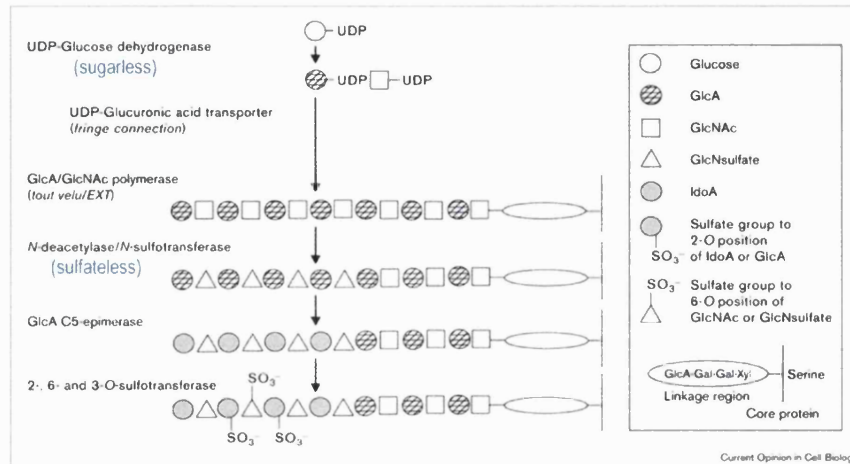 UDP-Glucose dehydrogenase
(sugarless)
UDP
UDP
UDP
UDP-Glucuronic acid transporter
(fringe connection)
GlcA/GlcNAc polymerase
(tout velu/EXT)
N-deacetylase/N-sulfotransferase
(sulfateless)
GlcA C5-epimerase
2-, 6- and 3-O-sulfotransferase
SO3−
SO3−
SO3−
Glucose
GlcA
GlcNAc
GlcNsulfate
IdoA
Sulfate group to
2-O position
of IdoA or GlcA
SO3−
SO3−
Sulfate group to
6-O position of
GlcNAc or GlcNsulfate
GlcA-Gal-Gal-Xyl
Serine
Linkage region
Core protein
Current Opinion in Cell